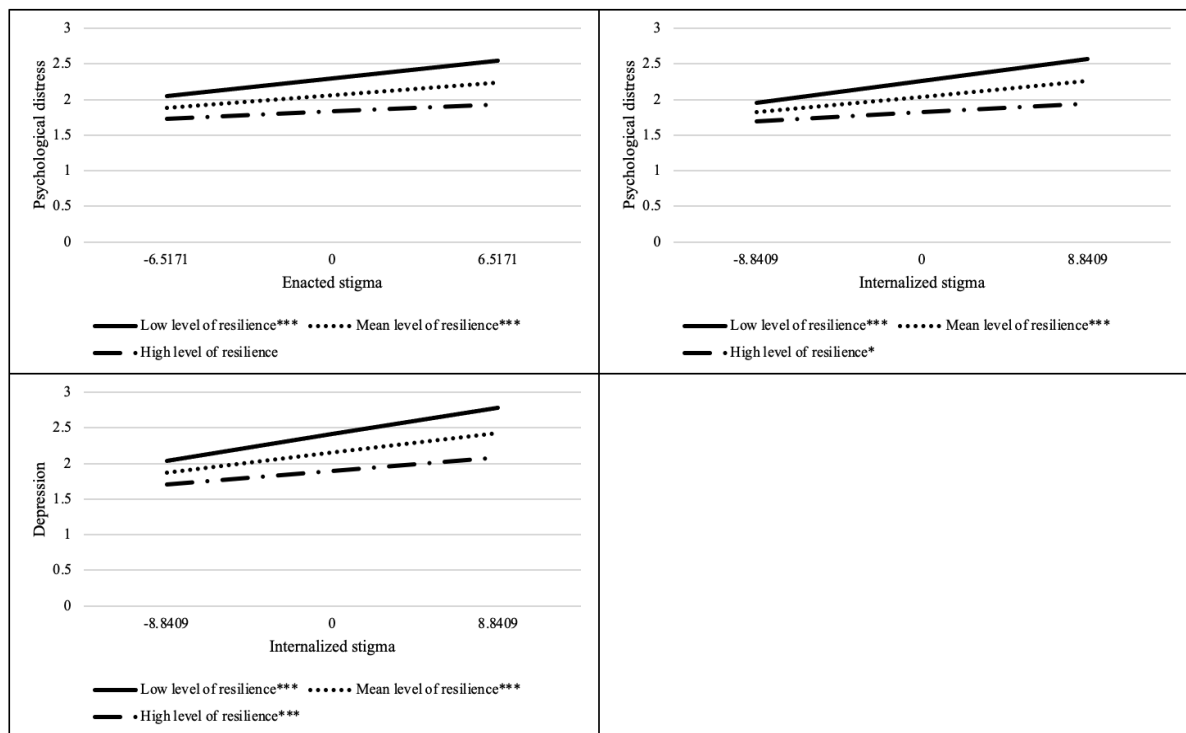 3
2.5
2
1.5
1
0.5
0
Psychological distress
-6.5171 0 6.5171
Enacted stigma
Low level of resilience*** Mean level of resilience***
High level of resilience
3
2.5
2
1.5
1
0.5
0
Psychological distress
-8.8409 0 8.8409
Internalized stigma
Low level of resilience*** Mean level of resilience***
High level of resilience*
3
2.5
2
1.5
1
0.5
0
Depression
-8.8409 0 8.8409
Internalized stigma
Low level of resilience*** Mean level of resilience***
High level of resilience***